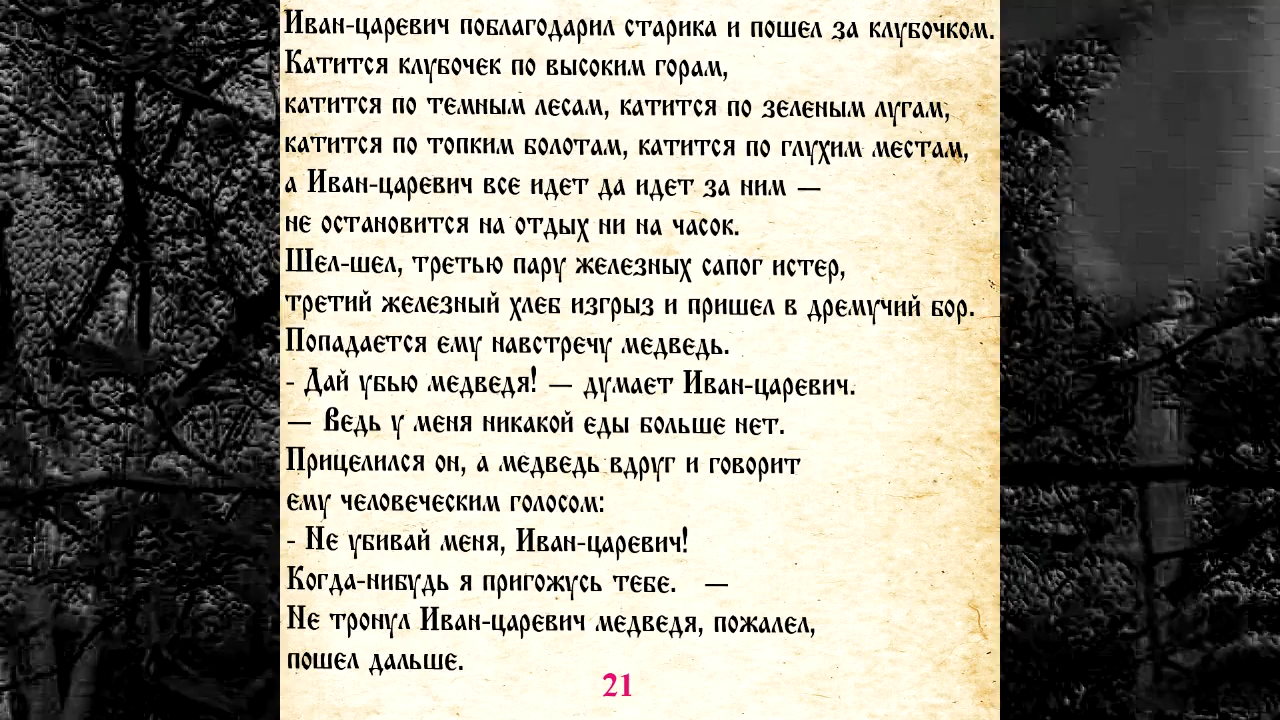 Иван-царевич поблагодарил старика и пошел за клубочком.
Катится клубочек по высоким горам,
катится по темным лесам, катится по зеленым лугам,
катится по топким болотам, катится по глухим местам,
а Иван-царевич все идет да идет за ним —
не остановится на отдых ни на часок.
Шел-шел, третью пару железных сапог истер,
третий железный хлеб изгрыз и пришел в дремучий бор.
Попадается ему навстречу медведь.
- Дай убью медведя! — думает Иван-царевич.
— Ведь у меня никакой еды больше нет.
Прицелился он, а медведь вдруг и говорит
ему человеческим голосом:
- Не убивай меня, Иван-царевич!
Когда-нибудь я пригожусь тебе. —
Не тронул Иван-царевич медведя, пожалел,
пошел дальше.
21